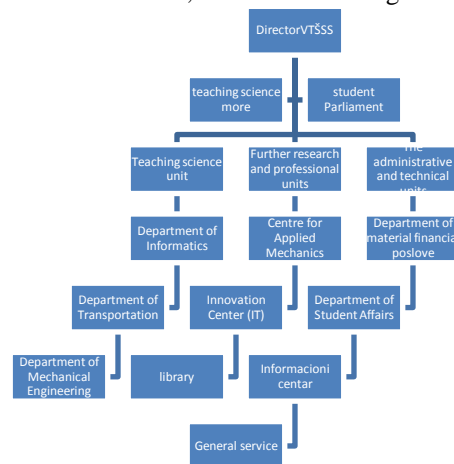 DirectorVTŠSS
teaching science
more
student
Parliament
Teaching science
unit
Further research
and professional
units
The
administrative
and technical
units
Department of
Informatics
Centre for
Applied
Mechanics
Department of
material financial
poslove
Department of
Transportation
Innovation
Center (IT)
Department of
Student Affairs
Department of
Mechanical
Engineering
library
Informacioni
centar
General service